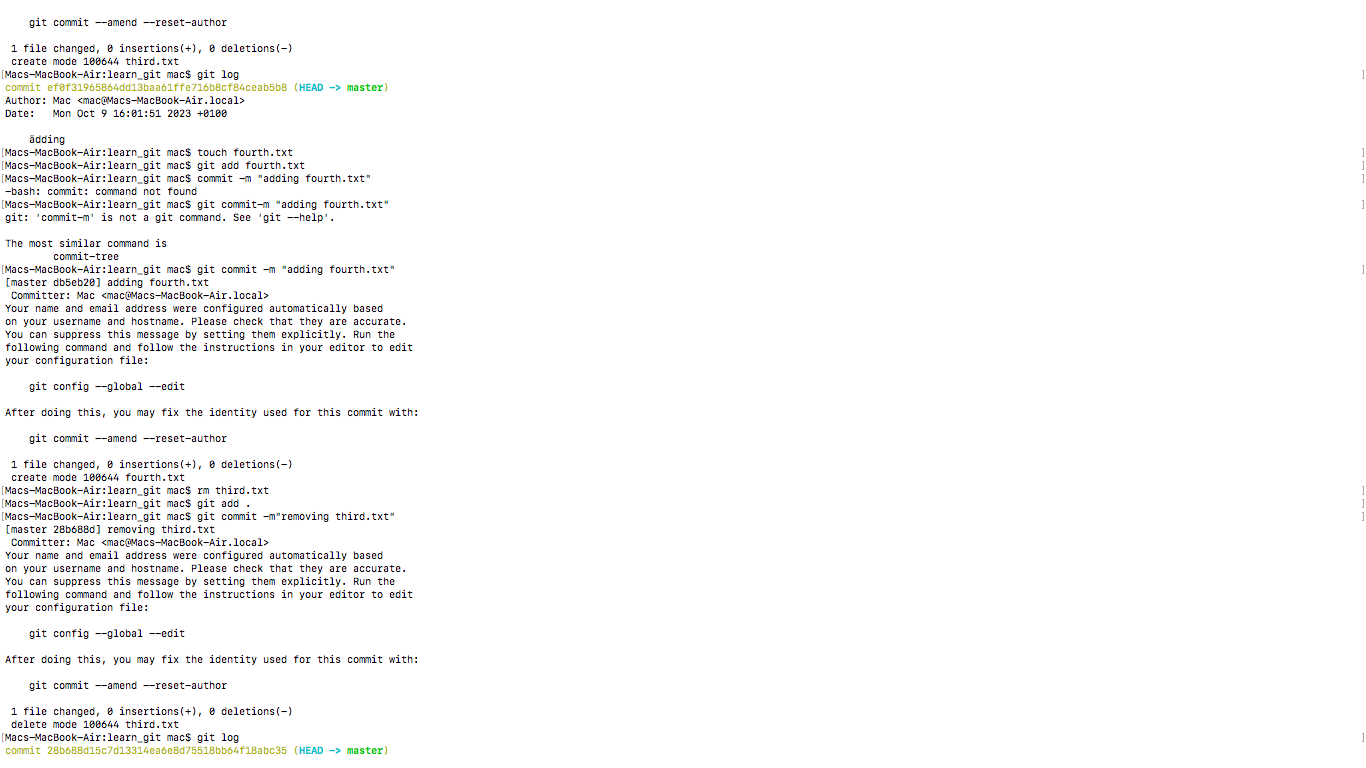 git commit --amend --reset-author
1 file changed, 0 insertions(+), 0 deletions(-)
create mode 100644 third.txt
[Macs-MacBook-Air:learn_git mac$ git log ]
commit ef0f31965864dd13baa61ffe716b8cf84ceab5b8 (HEAD -> master)
Author: Mac <mac@Macs-MacBook-Air.local>
Date:   Mon Oct 9 16:01:51 2023 +0100
ädding
[Macs-MacBook-Air:learn_git mac$ touch fourth.txt ]
[Macs-MacBook-Air:learn_git mac$ git add fourth.txt ]
[Macs-MacBook-Air:learn_git mac$ commit -m "adding fourth.txt" ]
-bash: commit: command not found
[Macs-MacBook-Air:learn_git mac$ git commit-m "adding fourth.txt" ]
git: 'commit-m' is not a git command. See 'git --help'.
The most similar command is
commit-tree
[Macs-MacBook-Air:learn_git mac$ git commit -m "adding fourth.txt" ]
[master db5eb20] adding fourth.txt
Committer: Mac <mac@Macs-MacBook-Air.local>
Your name and email address were configured automatically based
on your username and hostname. Please check that they are accurate.
You can suppress this message by setting them explicitly. Run the
following command and follow the instructions in your editor to edit
your configuration file:
git config --global --edit
After doing this, you may fix the identity used for this commit with:
git commit --amend --reset-author
1 file changed, 0 insertions(+), 0 deletions(-)
create mode 100644 fourth.txt
[Macs-MacBook-Air:learn_git mac$ rm third.txt ]
[Macs-MacBook-Air:learn_git mac$ git add . ]
[Macs-MacBook-Air:learn_git mac$ git commit -m"removing third.txt" ]
[master 28b688d] removing third.txt
Committer: Mac <mac@Macs-MacBook-Air.local>
Your name and email address were configured automatically based
on your username and hostname. Please check that they are accurate.
You can suppress this message by setting them explicitly. Run the
following command and follow the instructions in your editor to edit
your configuration file:
git config --global --edit
After doing this, you may fix the identity used for this commit with:
git commit --amend --reset-author
1 file changed, 0 insertions(+), 0 deletions(-)
delete mode 100644 third.txt
[Macs-MacBook-Air:learn_git mac$ git log ]
commit 28b688d15c7d13314ea6e8d75518bb64f18abc35 (HEAD -> master)